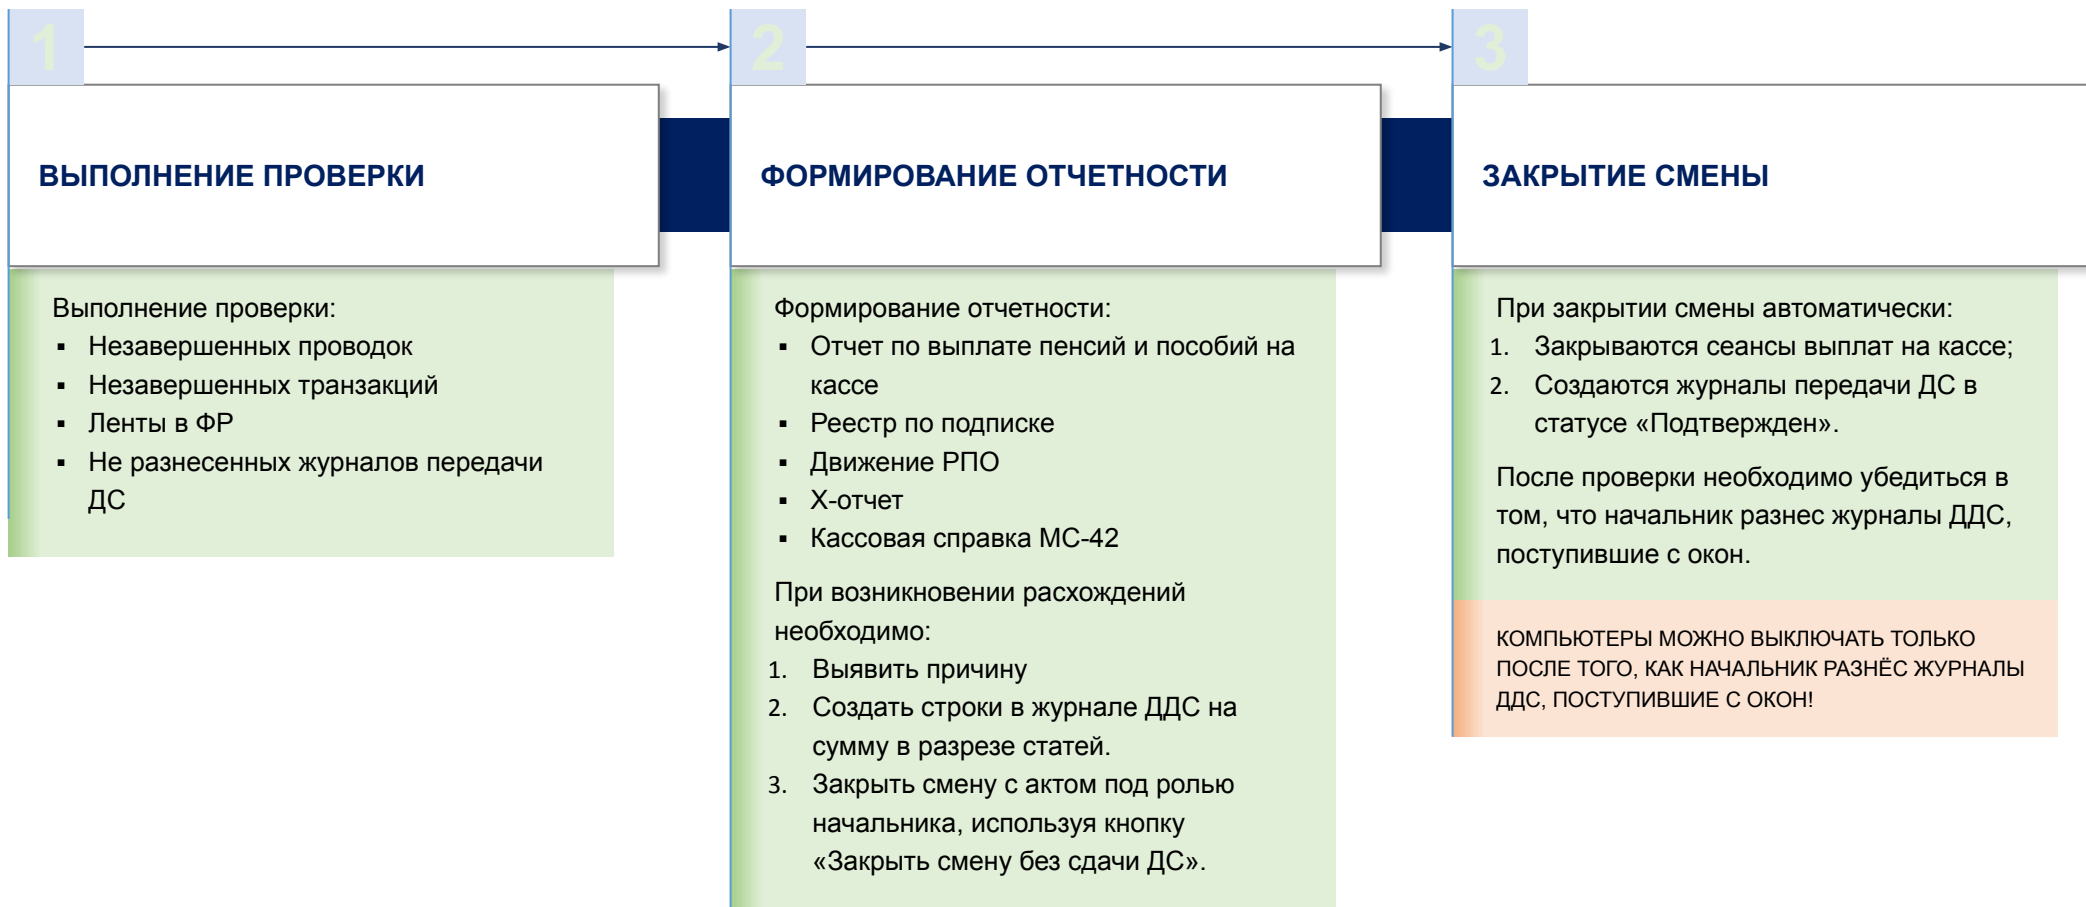 1
ВЫПОЛНЕНИЕ ПРОВЕРКИ
Выполнение проверки:
▪ Незавершенных проводок
▪ Незавершенных транзакций
▪ Ленты в ФР
▪ Не разнесенных журналов передачи
ДС
2
ФОРМИРОВАНИЕ ОТЧЕТНОСТИ
Формирование отчетности:
▪ Отчет по выплате пенсий и пособий на
кассе
▪ Реестр по подписке
▪ Движение РПО
▪ Х-отчет
▪ Кассовая справка МС-42
При возникновении расхождений
необходимо:
1. Выявить причину
2. Создать строки в журнале ДДС на
сумму в разрезе статей.
3. Закрыть смену с актом под ролью
начальника, используя кнопку
«Закрыть смену без сдачи ДС».
3
ЗАКРЫТИЕ СМЕНЫ
При закрытии смены автоматически:
1. Закрываются сеансы выплат на кассе;
2. Создаются журналы передачи ДС в
статусе «Подтвержден».
После проверки необходимо убедиться в
том, что начальник разнес журналы ДДС,
поступившие с окон.
КОМПЬЮТЕРЫ МОЖНО ВЫКЛЮЧАТЬ ТОЛЬКО
ПОСЛЕ ТОГО, КАК НАЧАЛЬНИК РАЗНЁС ЖУРНАЛЫ
ДДС, ПОСТУПИВШИЕ С ОКОН!